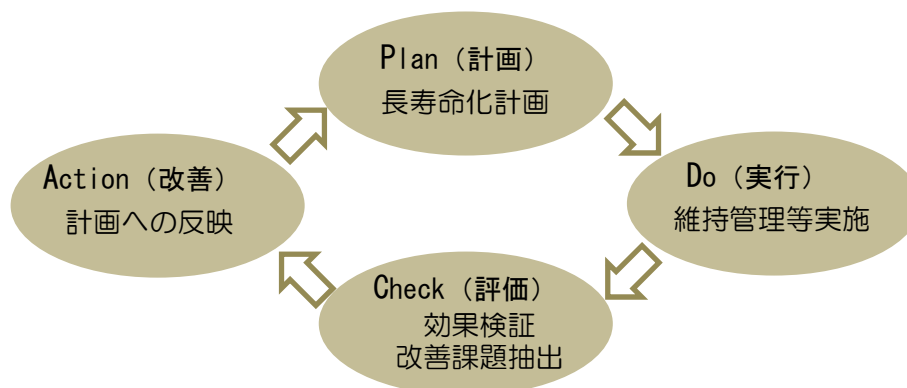 Plan（計画）
長寿命化計画
Do（実行）
維持管理等実施
Check（評価）
効果検証
改善課題抽出
Action（改善）
計画への反映